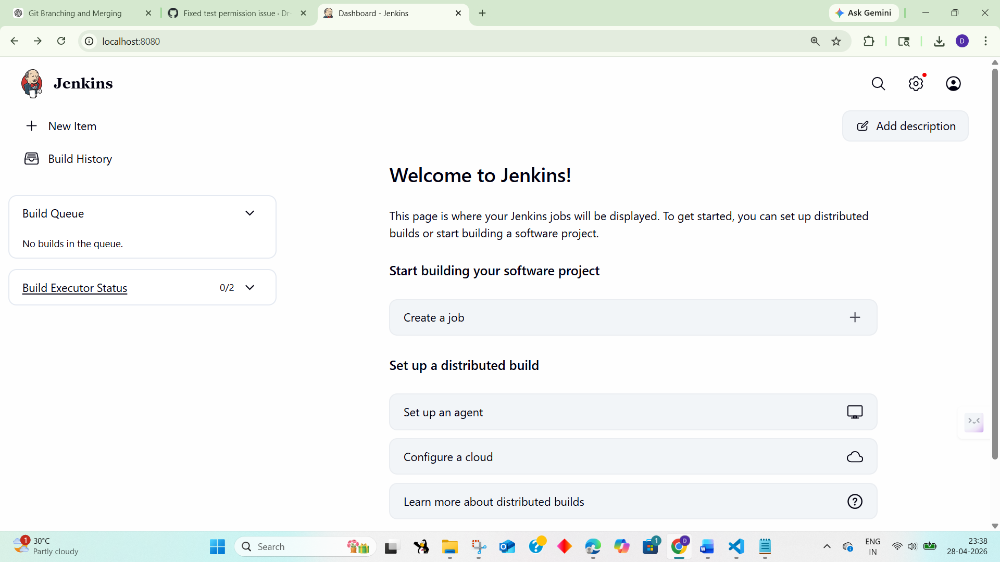 Git Branching and Merging
Fixed test permission issue · Dr
Dashboard - Jenkins
Ask Gemini
localhost:8080
D
Jenkins
New Item
Add description
Build History
Welcome to Jenkins!
Build Queue
This page is where your Jenkins jobs will be displayed. To get started, you can set up distributed
builds or start building a software project.
No builds in the queue.
Start building your software project
Build Executor Status
0/2
Create a job
Set up a distributed build
Set up an agent
Configure a cloud
Learn more about distributed builds
1
30°C
Partly cloudy
Search
1
D
ENG
IN
23:38
28-04-2026